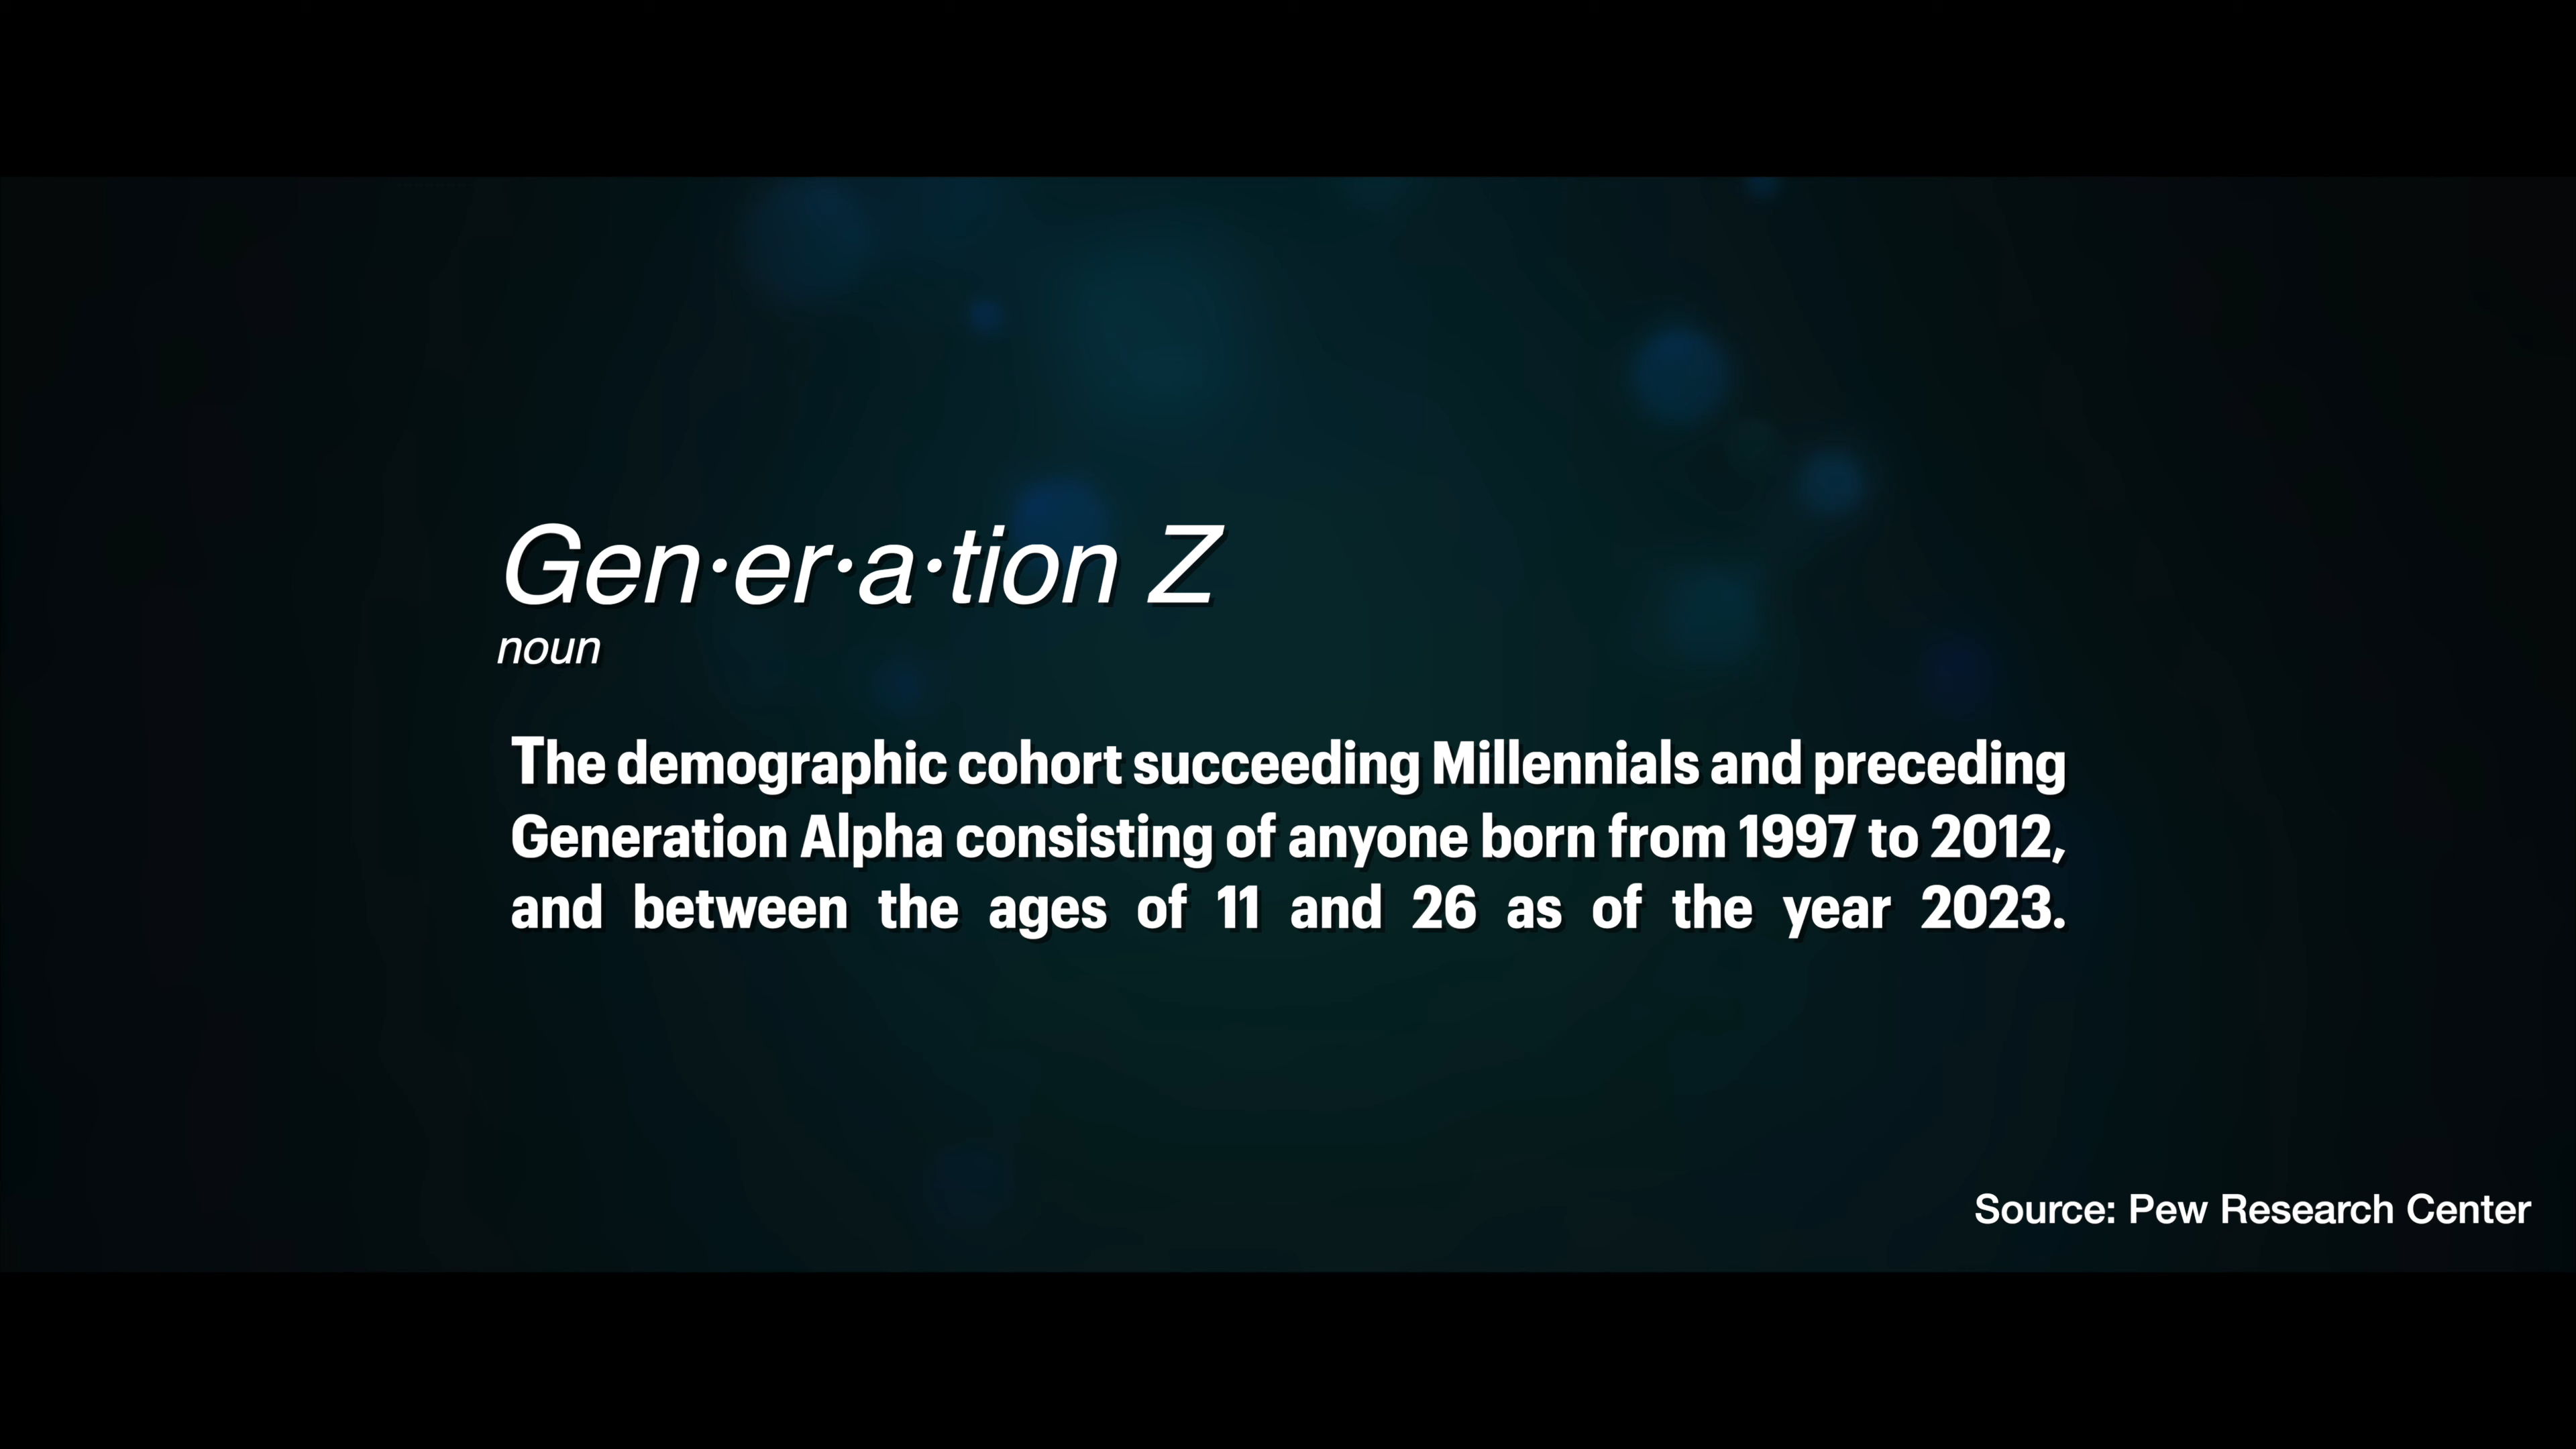 Gen·er·a·tion Z
noun
The demographic cohort succeeding Millennials and preceding
Generation Alpha consisting of anyone born from 1997 to 2012,
and between the ages of 11 and 26 as of the year 2023.
Source: Pew Research Center